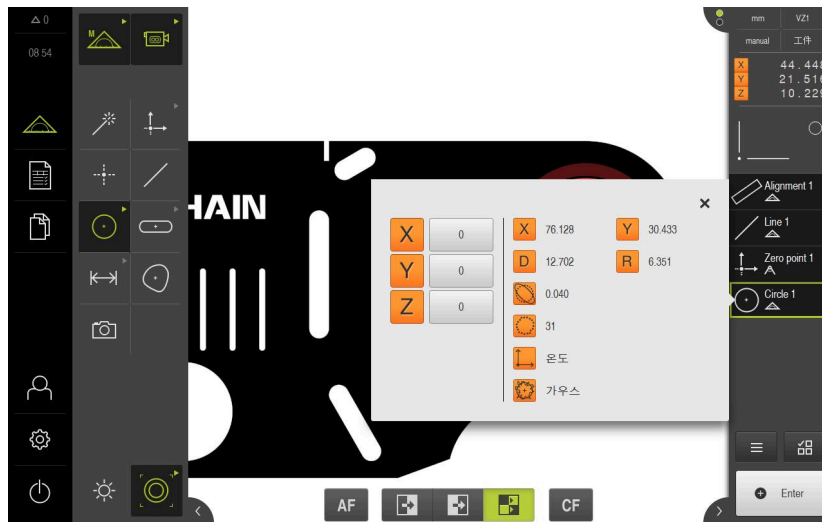 0
08 54
M
HAIN
X 0
Y 0
Z 0
X 76.128 Y 30.433
D 12.702 R 6.351
0.040
31
온도
가우스
AF
CF
mm VZ1
manual 工件
X 44.448
Y 21.516
Z 10.229
Alignment 1
Line 1
Zero point 1
Circle 1
Enter